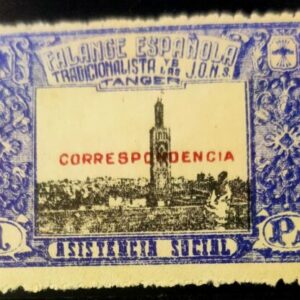 FALANGE ESPAÑOLA
TRADICIONALISTA Y DE LAS J.O.N.S.
TANGER
CORRESPONDENCIA
ASISTENCIA SOCIAL